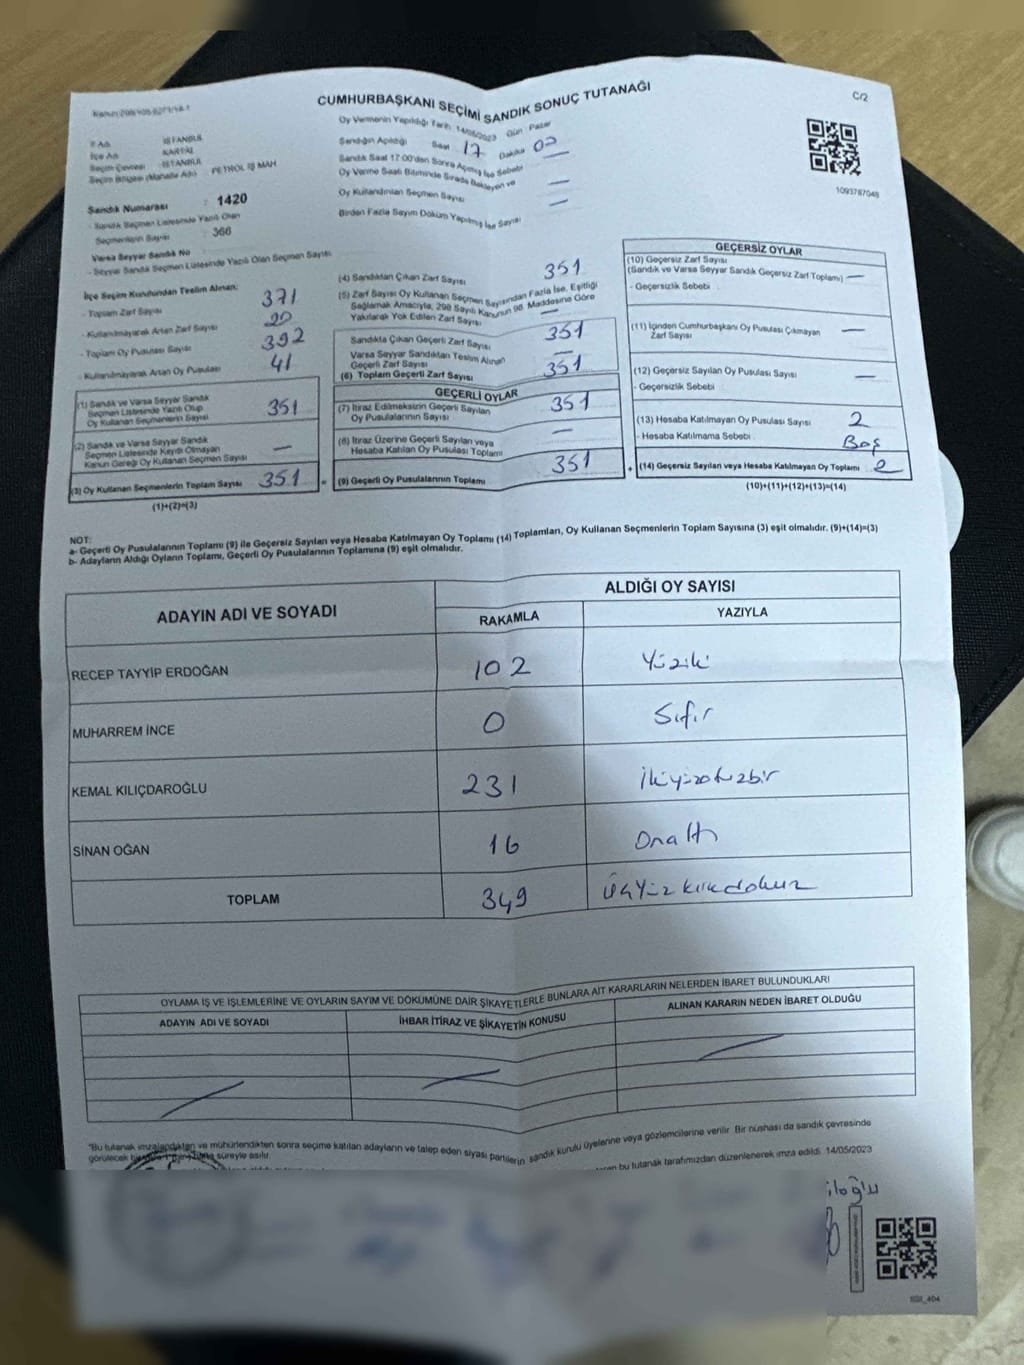 CUMHURBAŞKANI SEÇİMİ SANDIK SONUÇ TUTANAĞI
C/2
Oy Vermenin Yapıldığı Tarih 14/05/2023 Gün : Pazar
Sandığın Açıldığı Saat 17 Dakika 02
Sandık Saat 17:00'den Sonra Açılmış İse Sebebi
Oy Verme Saati Bitiminde Sırada Bekleyen ve
Oy Kullandırılan Seçmen Sayısı —
Birden Fazla Sayım Döküm Yapılmış İse Sayısı —
1093787048
İl Adı : İSTANBUL
İlçe Adı KARTAL
Seçim Çevresi : İSTANBUL
Seçim Bölgesi (Mahalle Adı) : PETROL İŞ MAH.
Sandık Numarası : 1420
- Sandık Seçmen Listesinde Yazılı Olan
Seçmenlerin Sayısı : 366
Varsa Seyyar Sandık No
- Seyyar Sandık Seçmen Listesinde Yazılı Olan Seçmen Sayısı
İlçe Seçim Kurulundan Teslim Alınan:
- Toplam Zarf Sayısı 371
- Kullanılmayarak Artan Zarf Sayısı 20
- Toplam Oy Pusulası Sayısı 392
- Kullanılmayarak Artan Oy Pusulası 41
(1) Sandık ve Varsa Seyyar Sandık
Seçmen Listesinde Yazılı Olup
Oy Kullanan Seçmenlerin Sayısı 351
(2) Sandık ve Varsa Seyyar Sandık
Seçmen Listesinde Kaydı Olmayan
Kanun Gereği Oy Kullanan Seçmen Sayısı —
(3) Oy Kullanan Seçmenlerin Toplam Sayısı 351
(1)+(2)=(3)
(4) Sandıktan Çıkan Zarf Sayısı 351
(5) Zarf Sayısı Oy Kullanan Seçmen Sayısından Fazla İse, Eşitliği
Sağlamak Amacıyla, 298 Sayılı Kanunun 98. Maddesine Göre
Yakılarak Yok Edilen Zarf Sayısı —
Sandıkta Çıkan Geçerli Zarf Sayısı 351
Varsa Seyyar Sandıktan Teslim Alınan
Geçerli Zarf Sayısı —
(6) Toplam Geçerli Zarf Sayısı 351
GEÇERLİ OYLAR
(7) İtiraz Edilmeksizin Geçerli Sayılan
Oy Pusulalarının Sayısı 351
(8) İtiraz Üzerine Geçerli Sayılan veya
Hesaba Katılan Oy Pusulası Toplamı —
= (9) Geçerli Oy Pusulalarının Toplamı 351
GEÇERSİZ OYLAR
(10) Geçersiz Zarf Sayısı
(Sandık ve Varsa Seyyar Sandık Geçersiz Zarf Toplamı) —
- Geçersizlik Sebebi :
(11) İçinden Cumhurbaşkanı Oy Pusulası Çıkmayan
Zarf Sayısı —
(12) Geçersiz Sayılan Oy Pusulası Sayısı —
- Geçersizlik Sebebi :
(13) Hesaba Katılmayan Oy Pusulası Sayısı 2
- Hesaba Katılmama Sebebi Boş
+ (14) Geçersiz Sayılan veya Hesaba Katılmayan Oy Toplamı 2
(10)+(11)+(12)+(13)=(14)
NOT:
a- Geçerli Oy Pusulalarının Toplamı (9) ile Geçersiz Sayılan veya Hesaba Katılmayan Oy Toplamı (14) Toplamları, Oy Kullanan Seçmenlerin Toplam Sayısına (3) eşit olmalıdır. (9)+(14)=(3)
b- Adayların Aldığı Oyların Toplamı, Geçerli Oy Pusulalarının Toplamına (9) eşit olmalıdır.
ADAYIN ADI VE SOYADI
ALDIĞI OY SAYISI
RAKAMLA YAZIYLA
RECEP TAYYİP ERDOĞAN 102 Yüziki
MUHARREM İNCE 0 Sıfır
KEMAL KILIÇDAROĞLU 231 İkiyüzotuzbir
SİNAN OĞAN 16 Onaltı
TOPLAM 349 Üçyüzkırkdokuz
OYLAMA İŞ VE İŞLEMLERİNE VE OYLARIN SAYIM VE DÖKÜMÜNE DAİR ŞİKAYETLERLE BUNLARA AİT KARARLARIN NELERDEN İBARET BULUNDUKLARI
ADAYIN ADI VE SOYADI İHBAR İTİRAZ VE ŞİKAYETİN KONUSU ALINAN KARARIN NEDEN İBARET OLDUĞU
"Bu tutanak imzalandıktan ve mühürlendikten sonra seçime katılan adayların ve talep eden siyasi partilerin, sandık kurulu üyelerine veya gözlemcilerine verilir. Bir nüshası da sandık çevresinde
görülecek bir süreyle asılır.
bu tutanak tarafımızdan düzenlenerek imza edildi. 14/05/2023
iloğlu